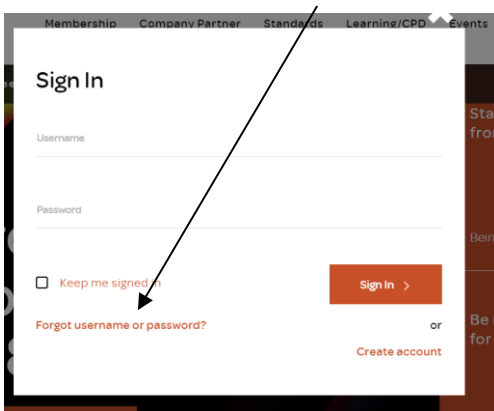 Membership Company Partner Standards Learning/CPD Events
Sign In
Username
Password
Keep me signed in
Sign In >
Forgot username or password?
or
Create account